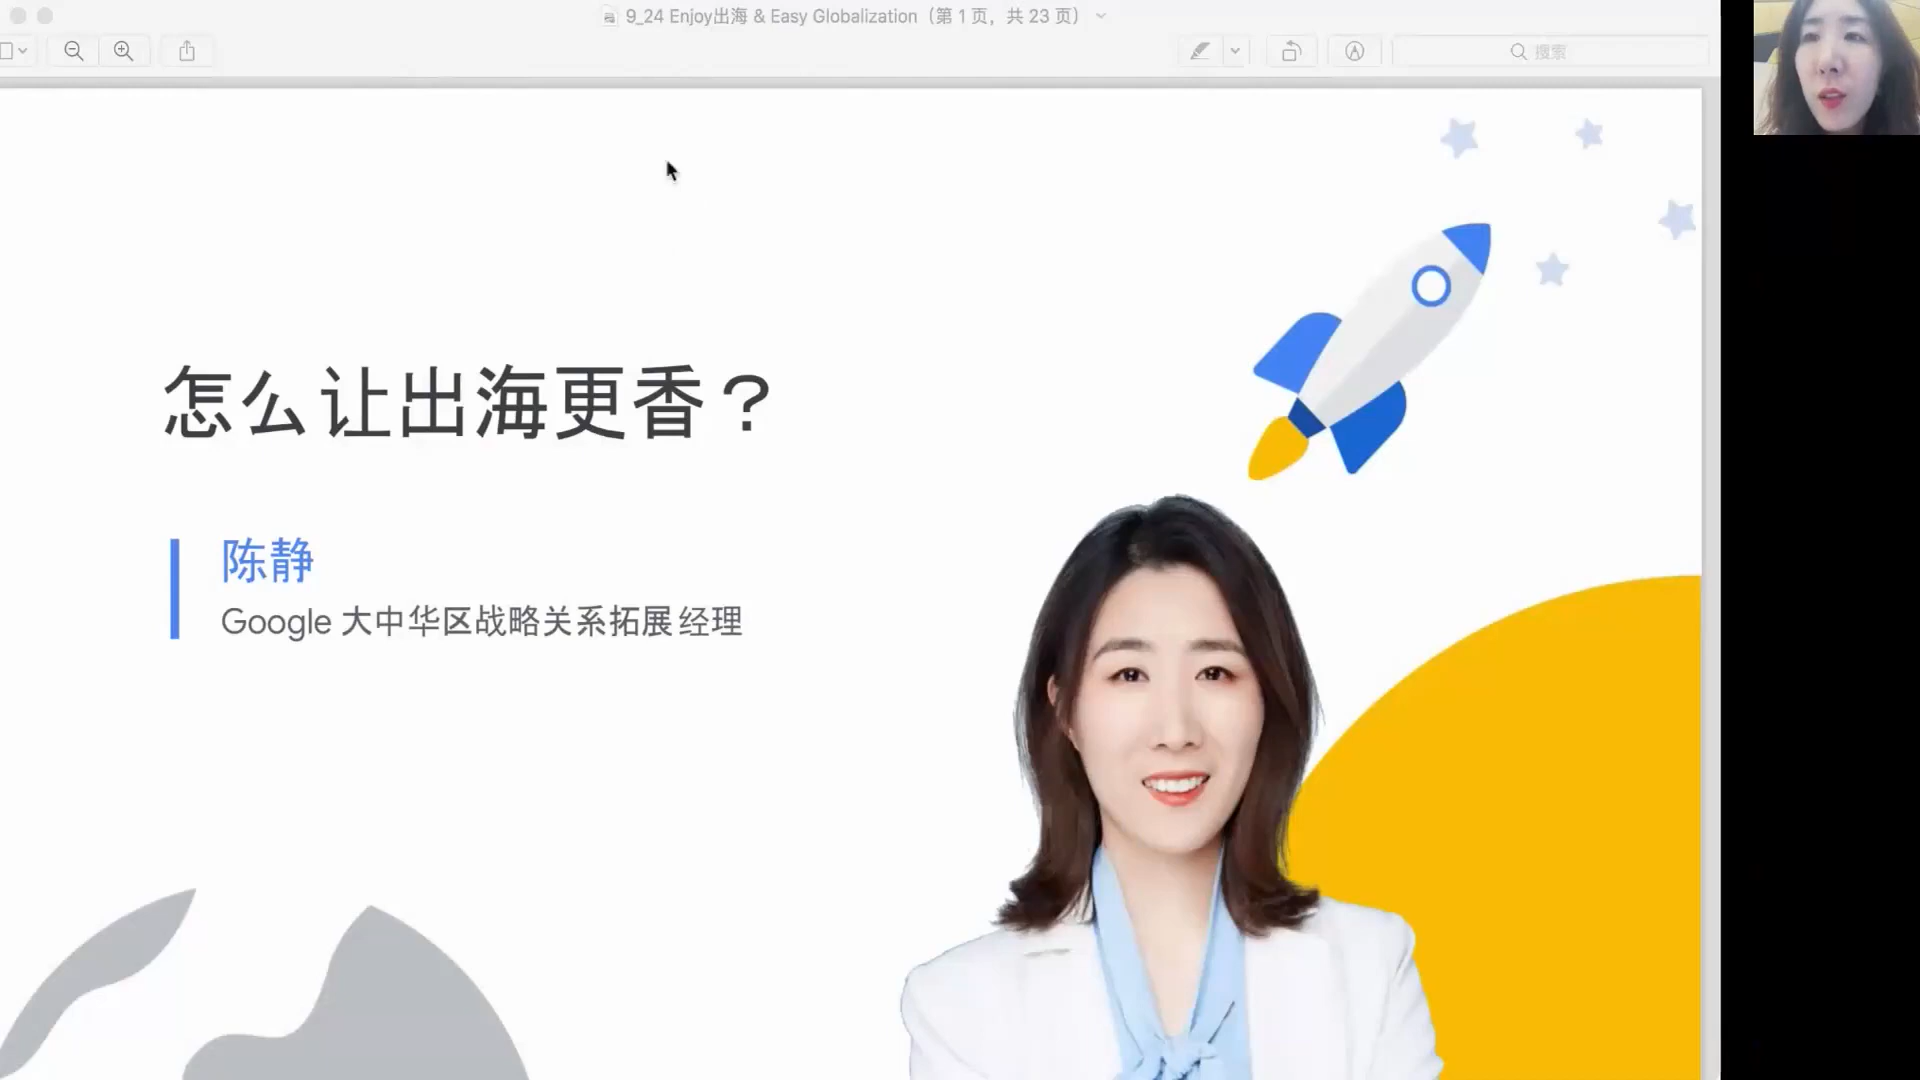 9_24 Enjoy出海 & Easy Globalization（第 1 页，共 23 页）
搜索
怎么让出海更香？
陈静
Google 大中华区战略关系拓展经理